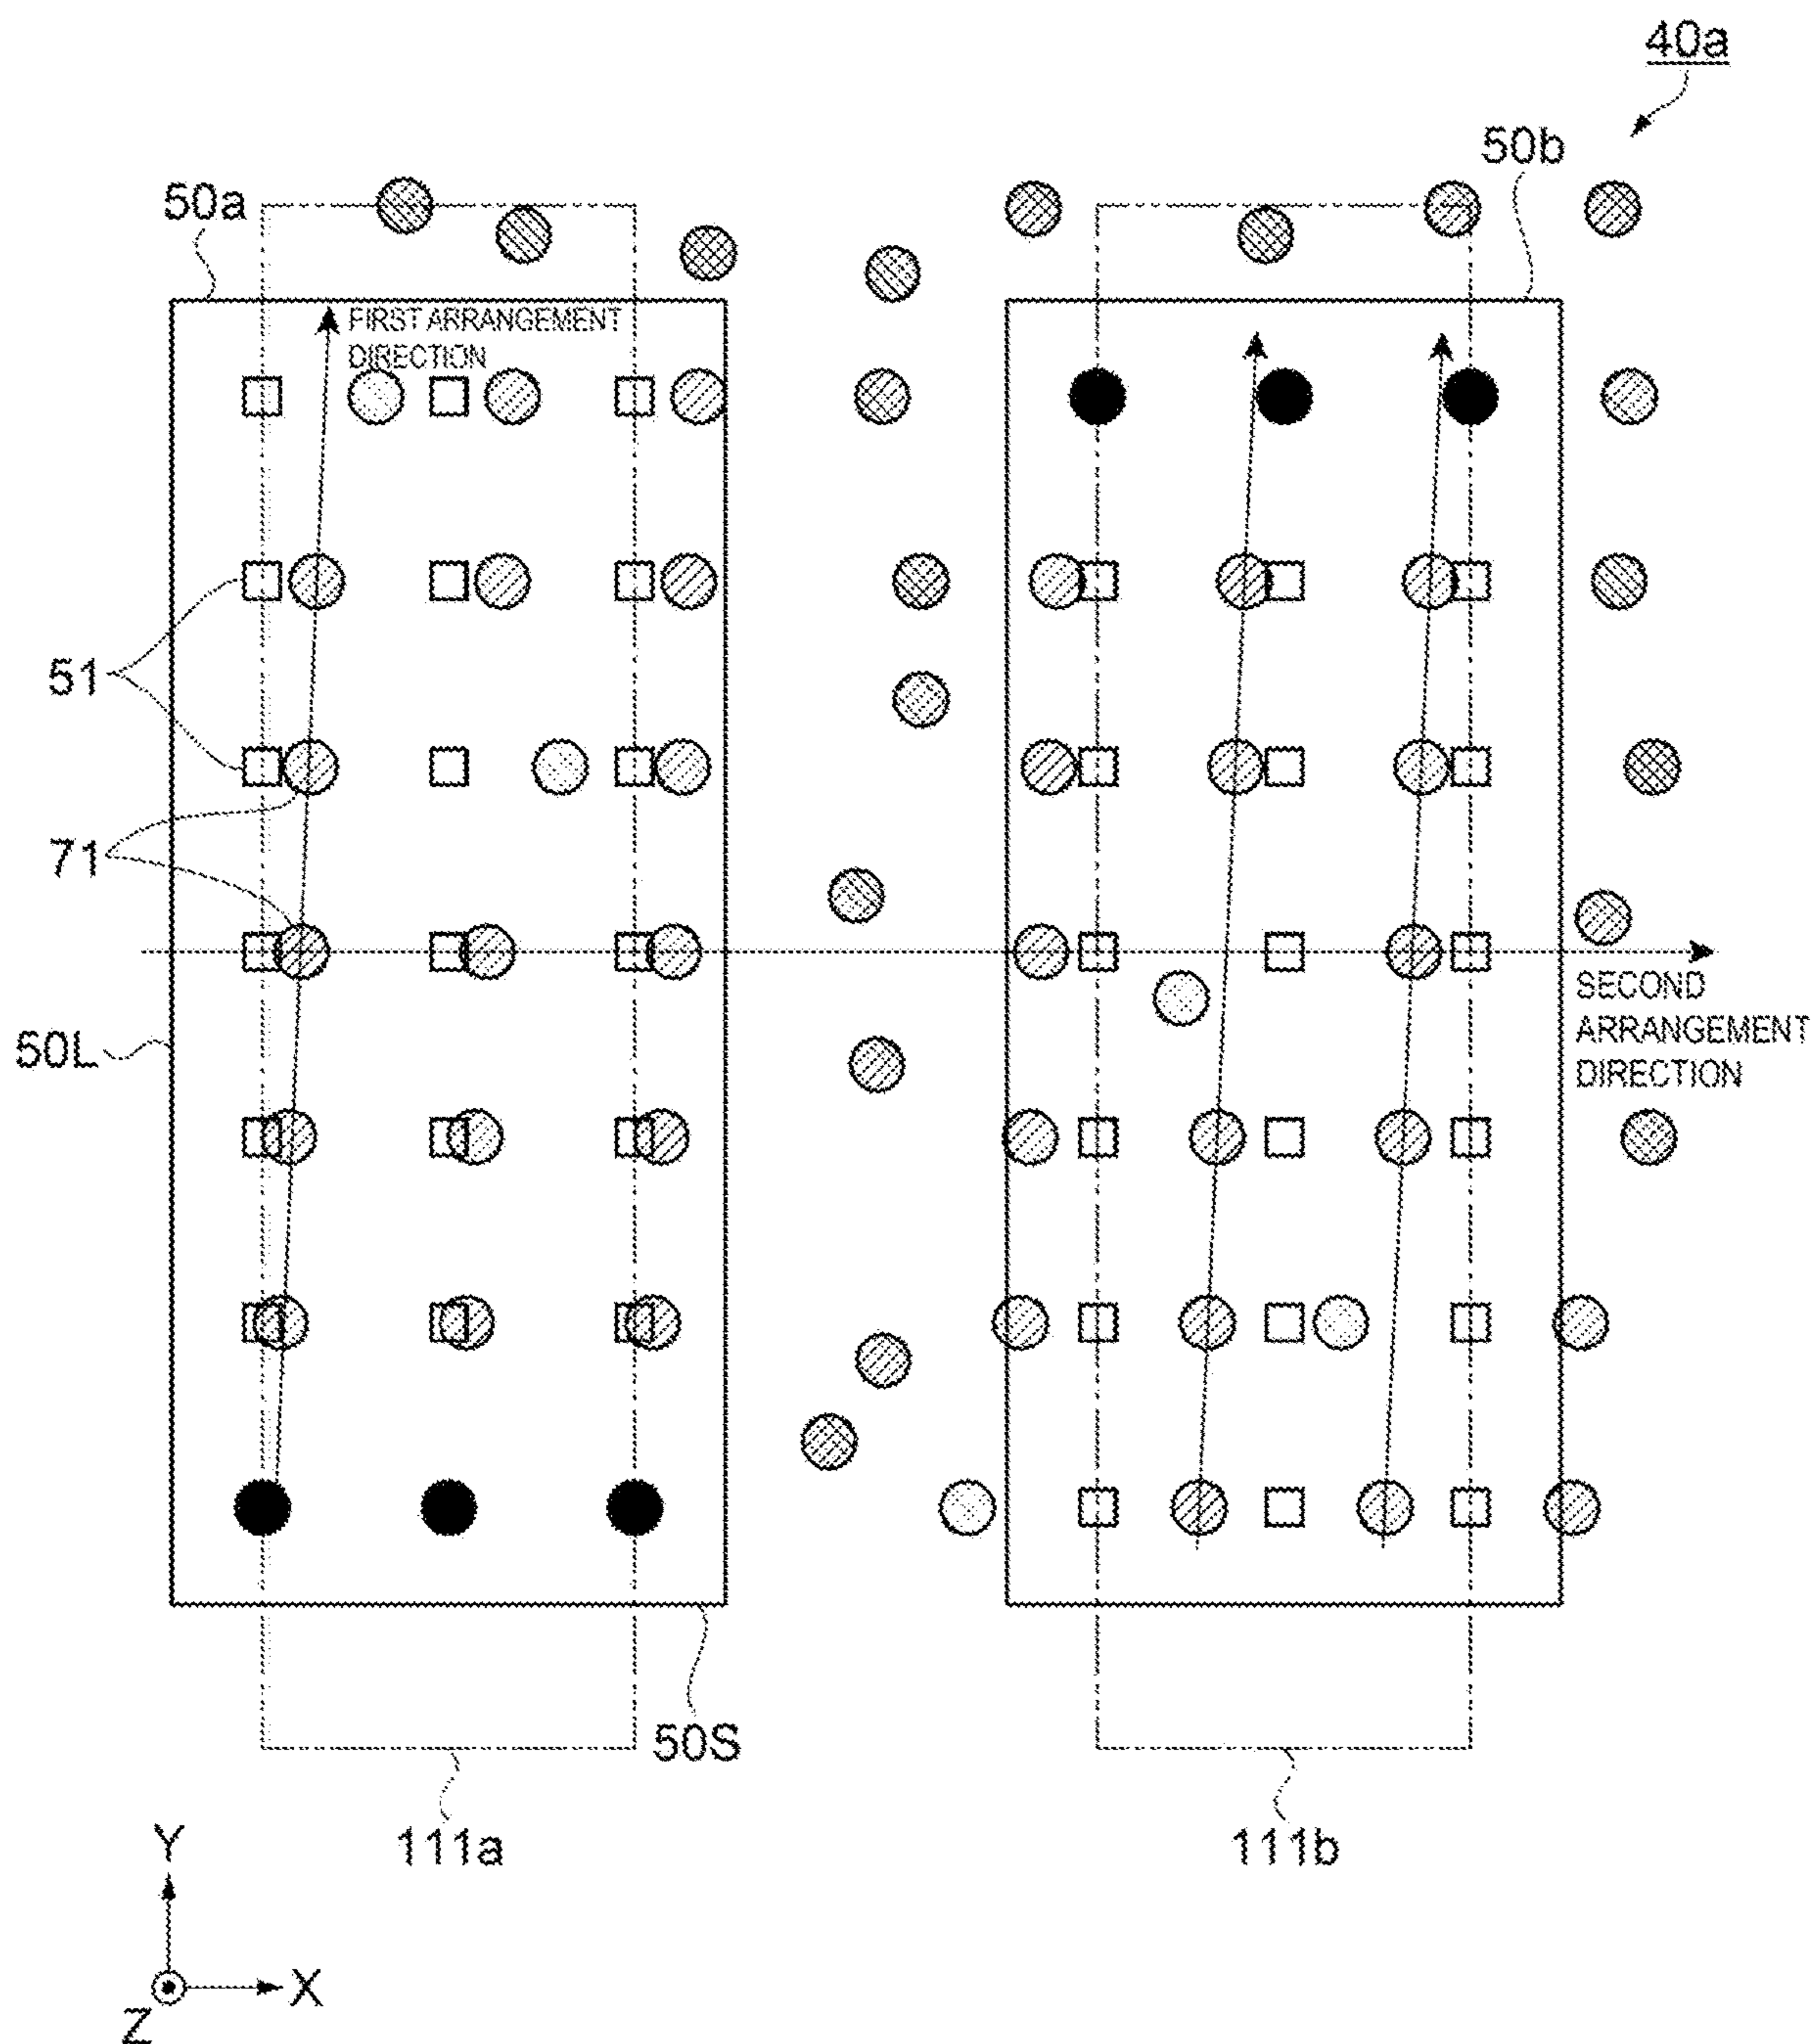 40a
50b
50a
FIRST ARRANGEMENT
DIRECTION
51
71
SECOND
ARRANGEMENT
DIRECTION
50L
50S
111a
111b
Y
X
Z